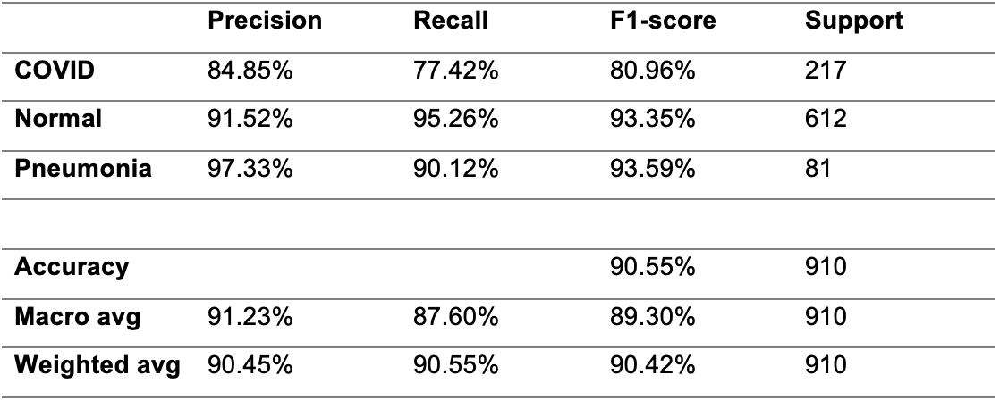 Precision Recall F1-score Support
COVID 84.85% 77.42% 80.96% 217
Normal 91.52% 95.26% 93.35% 612
Pneumonia 97.33% 90.12% 93.59% 81
Accuracy 90.55% 910
Macro avg 91.23% 87.60% 89.30% 910
Weighted avg 90.45% 90.55% 90.42% 910